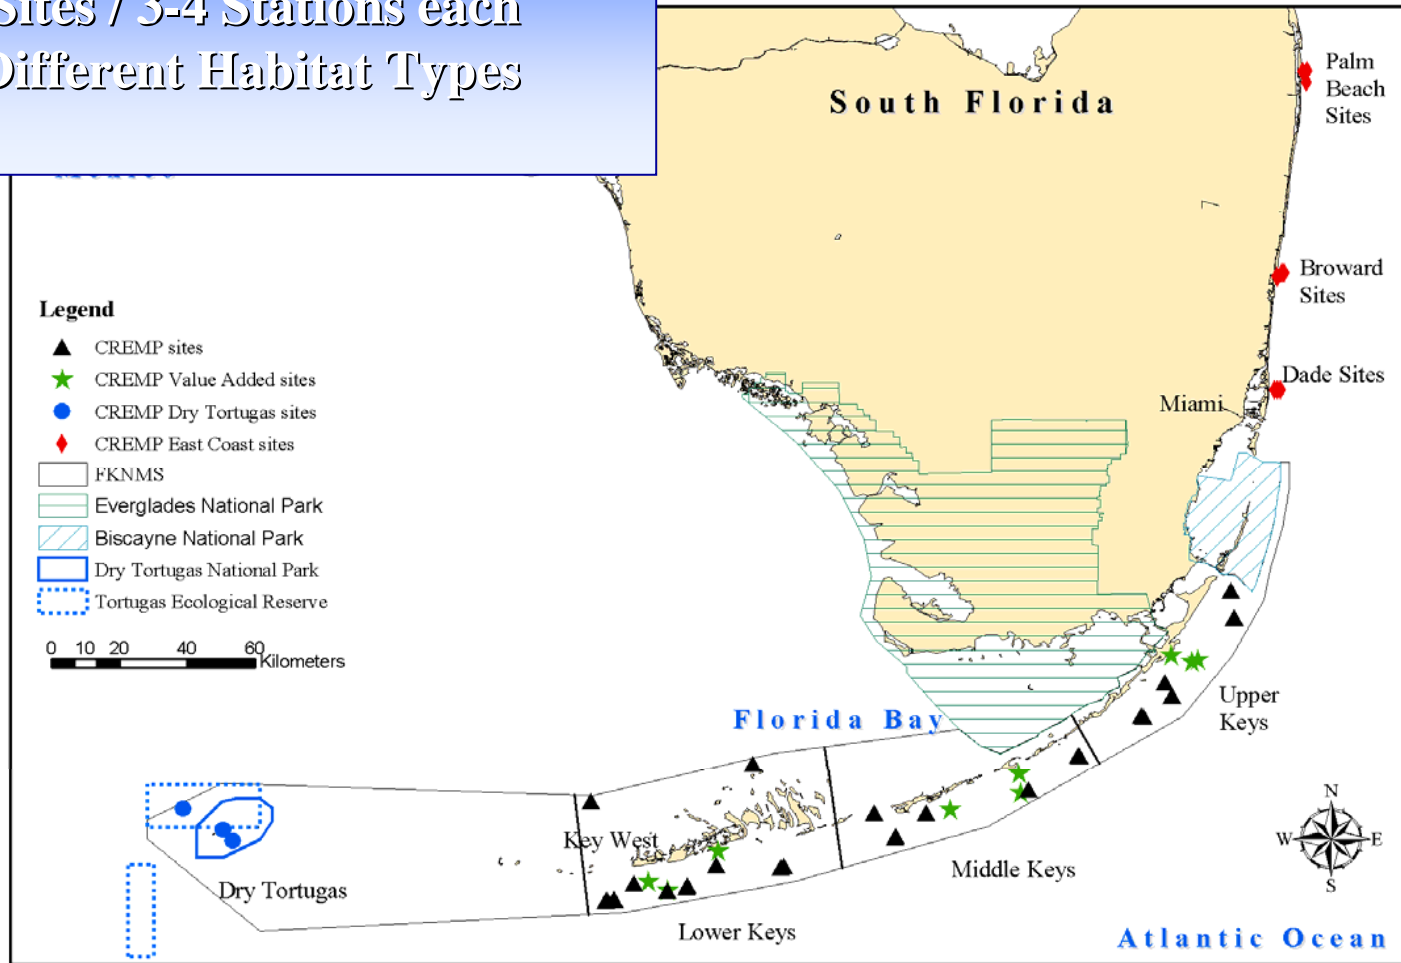 Sites / 3-4 Stations each
Different Habitat Types
South Florida
Palm
Beach
Sites
Broward
Sites
Dade Sites
Miami
Legend
CREMP sites
CREMP Value Added sites
CREMP Dry Tortugas sites
CREMP East Coast sites
FKNMS
Everglades National Park
Biscayne National Park
Dry Tortugas National Park
Tortugas Ecological Reserve
0 10 20 40 60
Kilometers
Florida Bay
Upper
Keys
Key West
Middle Keys
Dry Tortugas
Lower Keys
N
W E
S
Atlantic Ocean